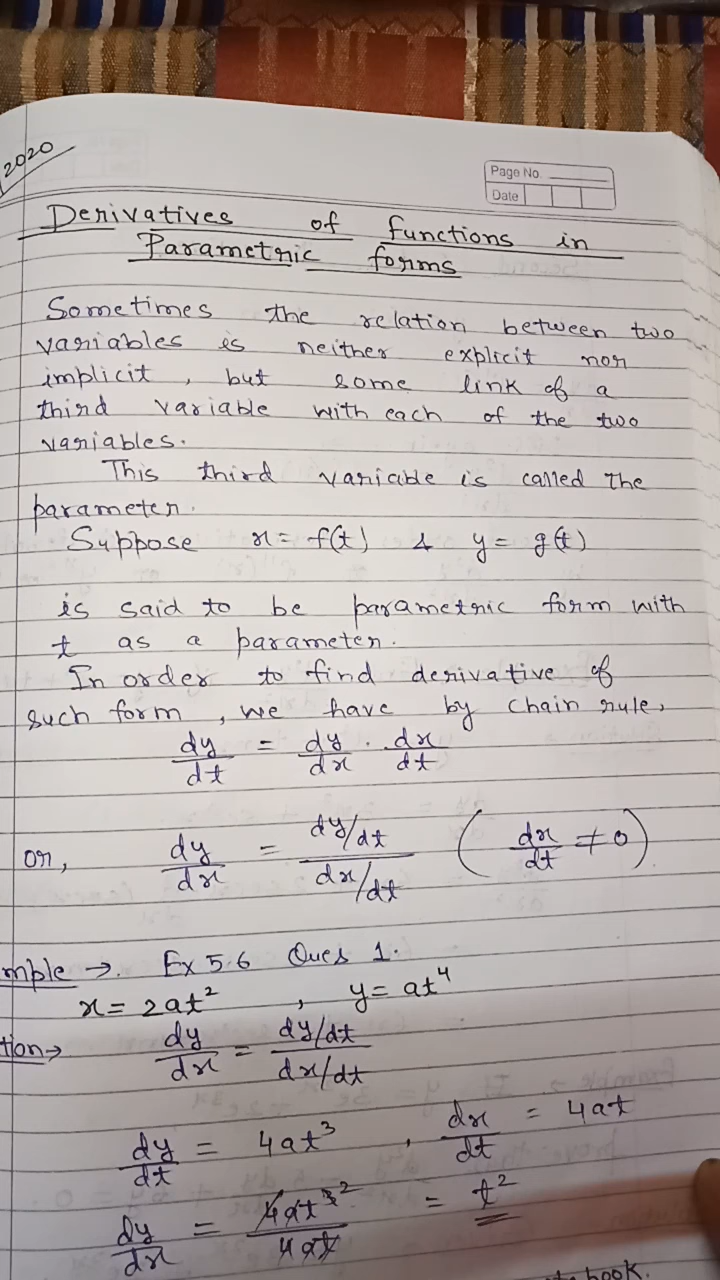 2020
Page No.
Date
Derivatives of functions in
Parametric forms
Sometimes the relation between two
variables is neither explicit nor
implicit, but some link of a
third variable with each of the two
variables.
This third variable is called the
parameter.
Suppose x = f(t) & y = g(t)
is said to be parametric form with
t as a parameter.
In order to find derivative of
such form, we have by chain rule,
dy/dt = dy/dx . dx/dt
or, dy/dx = (dy/dt)/(dx/dt) (dx/dt ≠ 0)
mple → Ex 5.6 Ques 1.
x = 2at² , y = at⁴
tion → dy/dx = (dy/dt)/(dx/dt)
dy/dt = 4at³ , dx/dt = 4at
dy/dx = 4at³ ²/4at = t²
book.